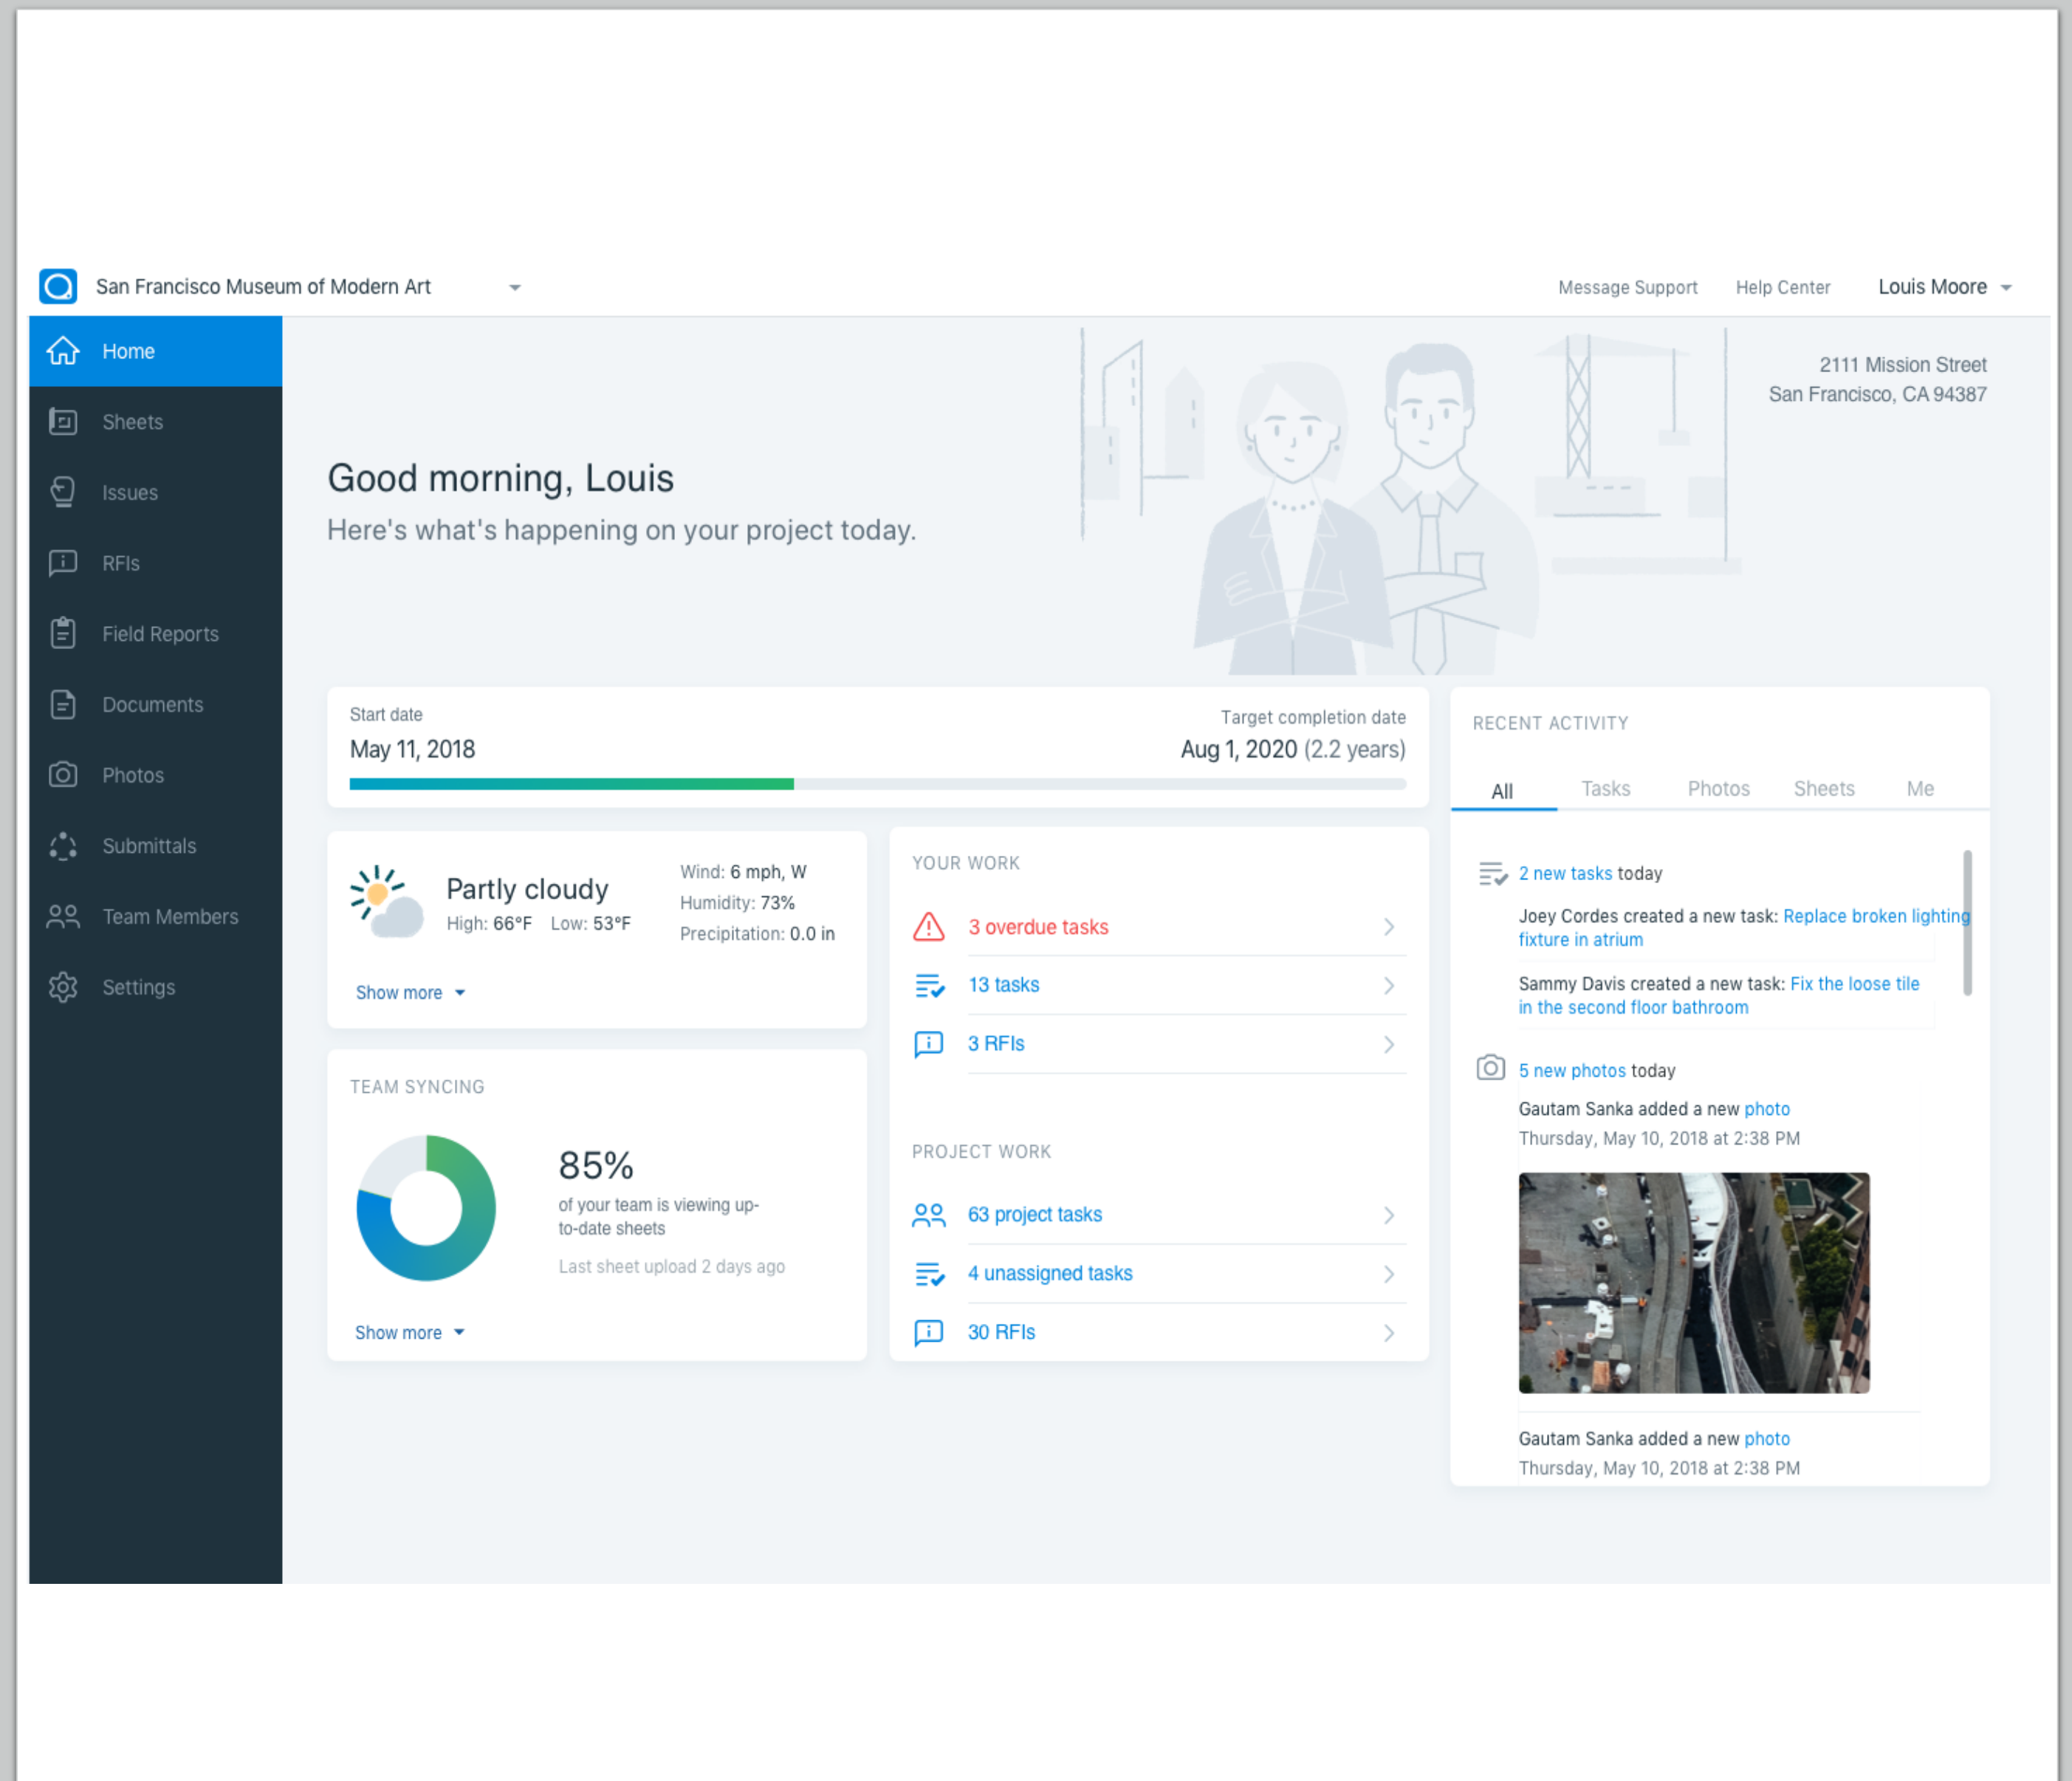 San Francisco Museum of Modern Art
Message Support
Help Center
Louis Moore
Home
Sheets
Issues
RFIs
Field Reports
Documents
Photos
Submittals
Team Members
Settings
2111 Mission Street
San Francisco, CA 94387
Good morning, Louis
Here's what's happening on your project today.
Start date
May 11, 2018
Target completion date
Aug 1, 2020 (2.2 years)
Partly cloudy
High: 66°F Low: 53°F
Wind: 6 mph, W
Humidity: 73%
Precipitation: 0.0 in
Show more
TEAM SYNCING
85%
of your team is viewing up-
to-date sheets
Last sheet upload 2 days ago
Show more
YOUR WORK
3 overdue tasks
13 tasks
3 RFIs
PROJECT WORK
63 project tasks
4 unassigned tasks
30 RFIs
RECENT ACTIVITY
All Tasks Photos Sheets Me
2 new tasks today
Joey Cordes created a new task: Replace broken lighting
fixture in atrium
Sammy Davis created a new task: Fix the loose tile
in the second floor bathroom
5 new photos today
Gautam Sanka added a new photo
Thursday, May 10, 2018 at 2:38 PM
Gautam Sanka added a new photo
Thursday, May 10, 2018 at 2:38 PM